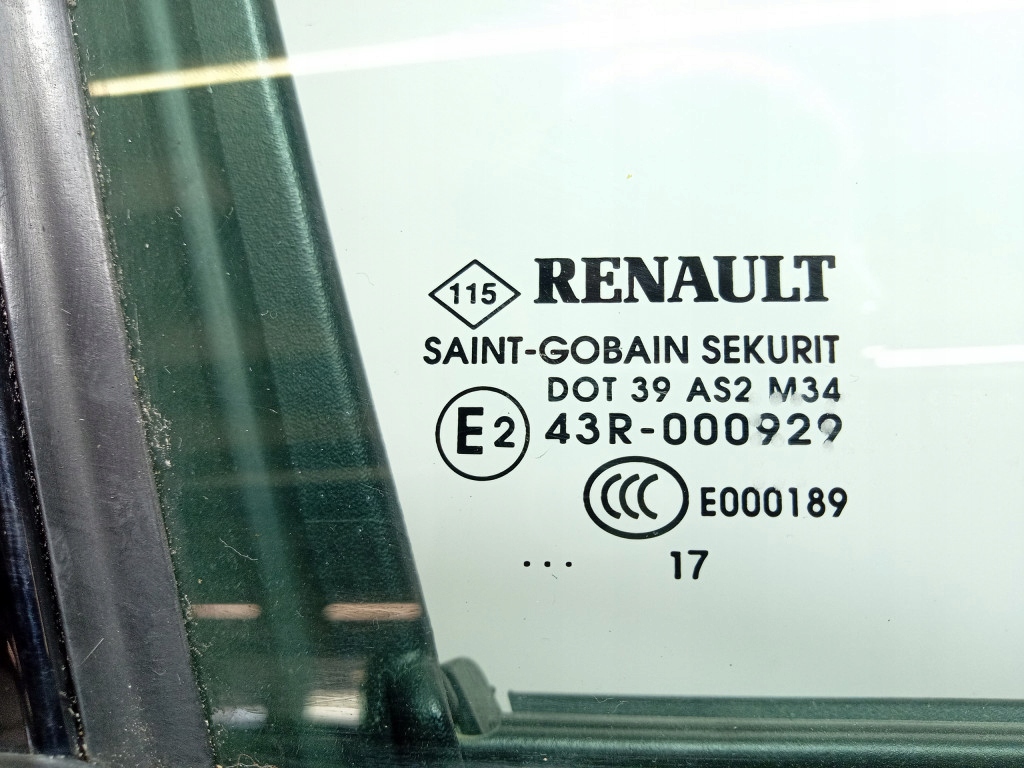 115 RENAULT
SAINT-GOBAIN SEKURIT
DOT 39 AS2 M34
E2 43R-000929
CCC E000189
... 17